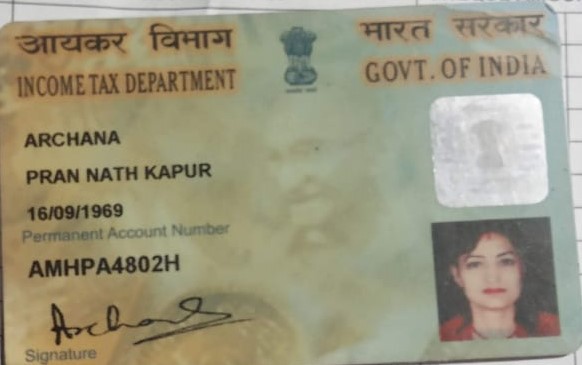 आयकर विभाग
भारत सरकार
INCOME TAX DEPARTMENT
GOVT. OF INDIA
ARCHANA
PRAN NATH KAPUR
16/09/1969
Permanent Account Number
AMHPA4802H
Archana
Signature